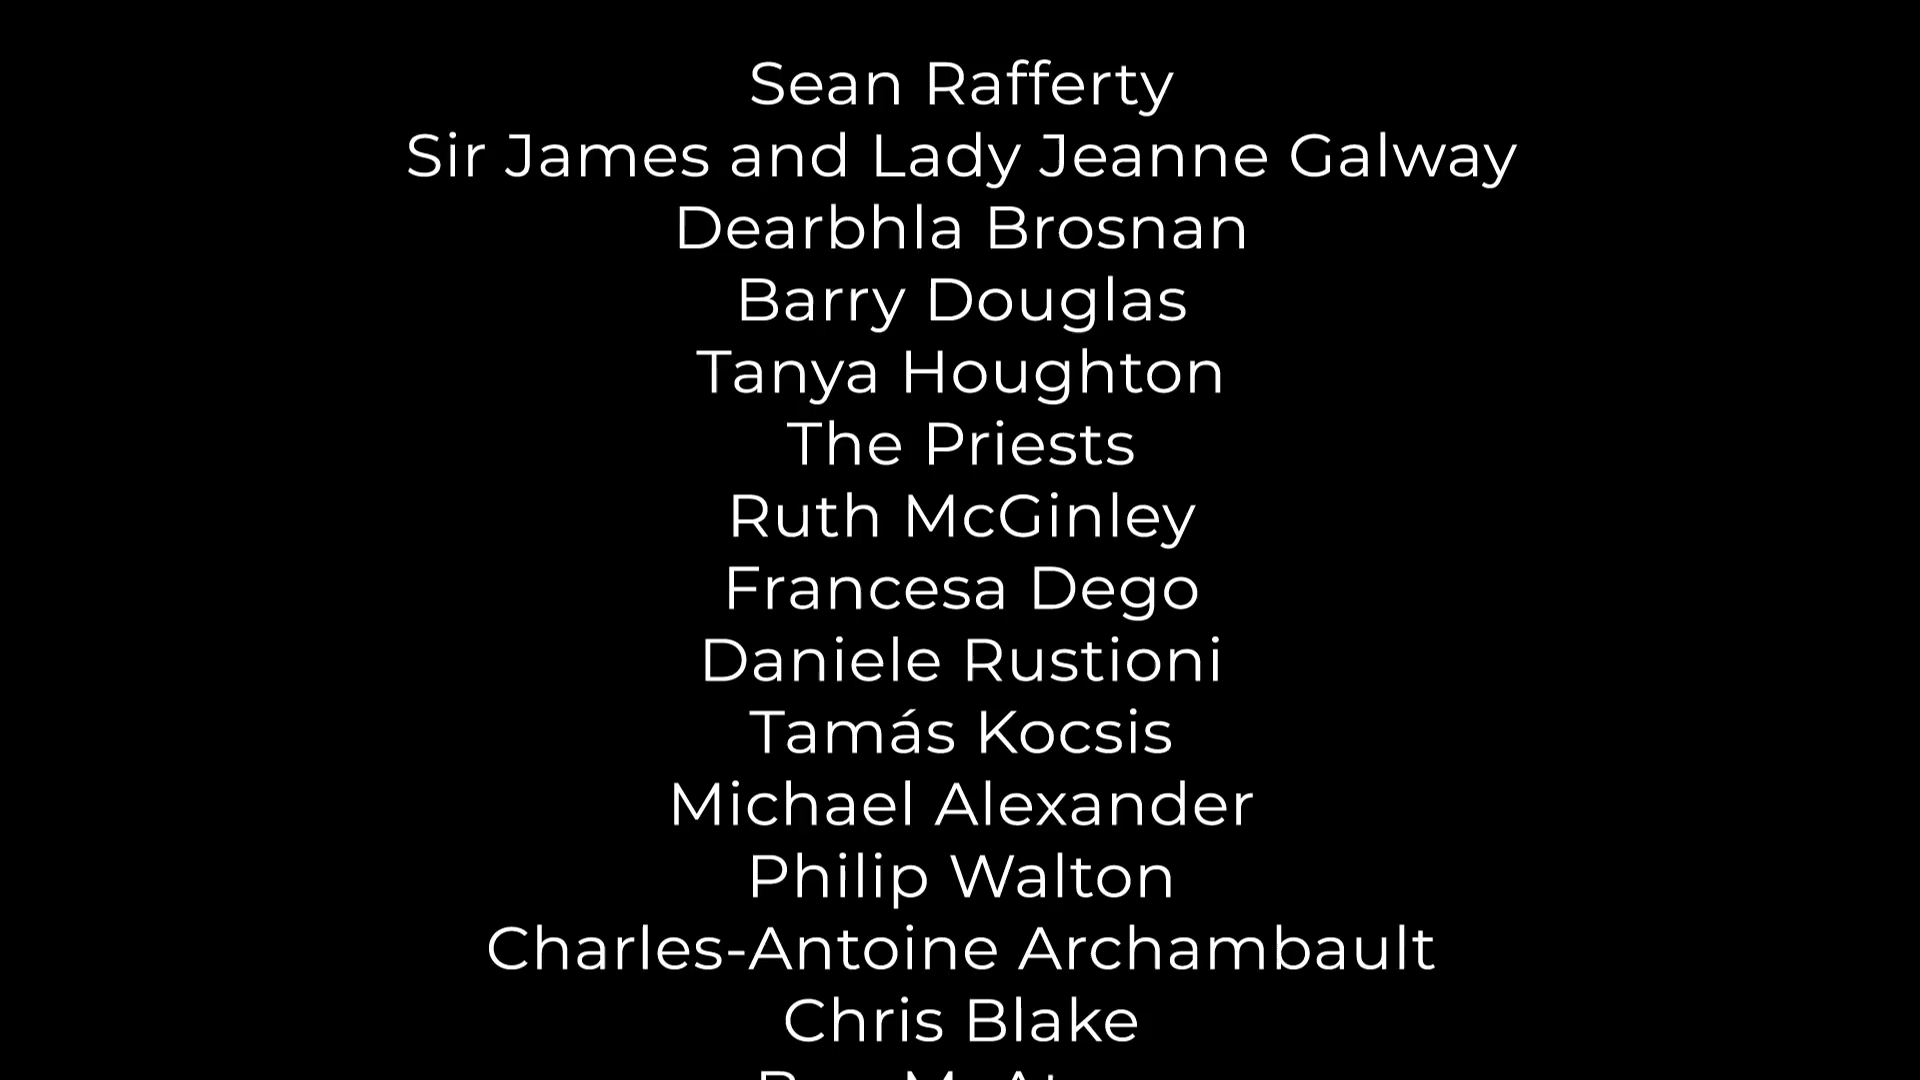 Sean Rafferty
Sir James and Lady Jeanne Galway
Dearbhla Brosnan
Barry Douglas
Tanya Houghton
The Priests
Ruth McGinley
Francesa Dego
Daniele Rustioni
Tamás Kocsis
Michael Alexander
Philip Walton
Charles-Antoine Archambault
Chris Blake